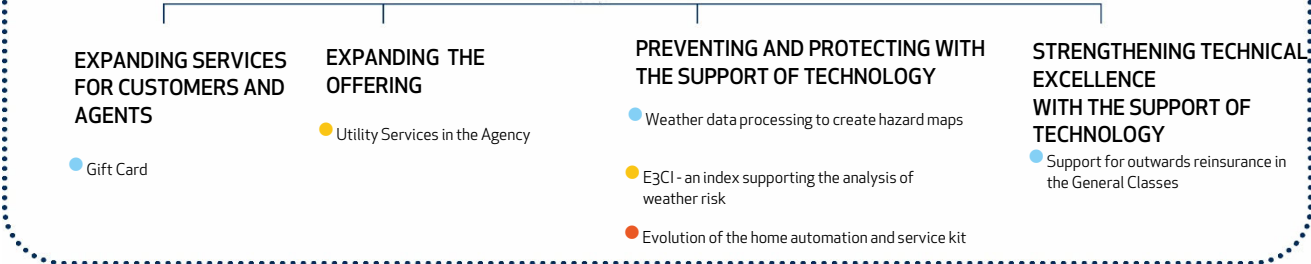 EXPANDING SERVICES
FOR CUSTOMERS AND
AGENTS
Gift Card
EXPANDING THE
OFFERING
Utility Services in the Agency
PREVENTING AND PROTECTING WITH
THE SUPPORT OF TECHNOLOGY
Weather data processing to create hazard maps
E3CI - an index supporting the analysis of
weather risk
Evolution of the home automation and service kit
STRENGTHENING TECHNICAL
EXCELLENCE
WITH THE SUPPORT OF
TECHNOLOGY
Support for outwards reinsurance in
the General Classes